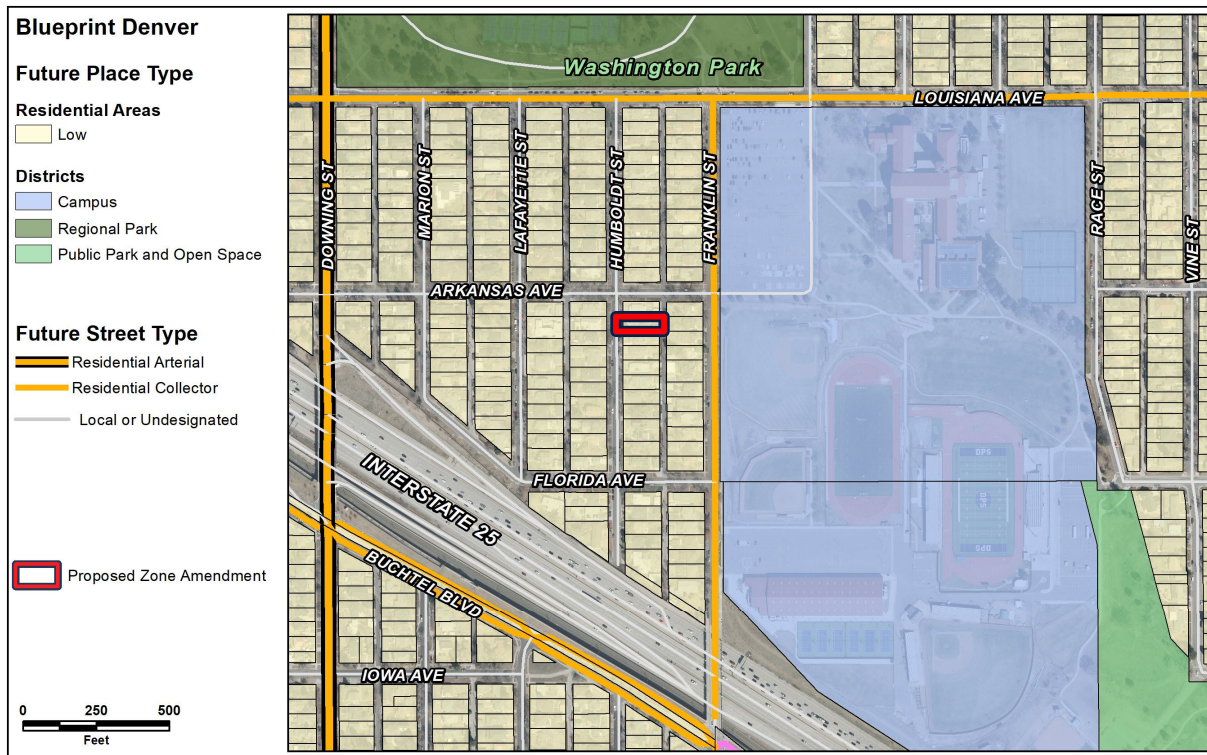 Blueprint Denver
Future Place Type
Residential Areas
Low
Districts
Campus
Regional Park
Public Park and Open Space
Future Street Type
Residential Arterial
Residential Collector
Local or Undesignated
Proposed Zone Amendment
0 250 500
Feet
Washington Park
LOUISIANA AVE
DOWNING ST
MARION ST
LAFAYETTE ST
HUMBOLDT ST
FRANKLIN ST
RACE ST
VINE ST
ARKANSAS AVE
FLORIDA AVE
INTERSTATE 25
BUCHTEL BLVD
IOWA AVE
DPS
DPS